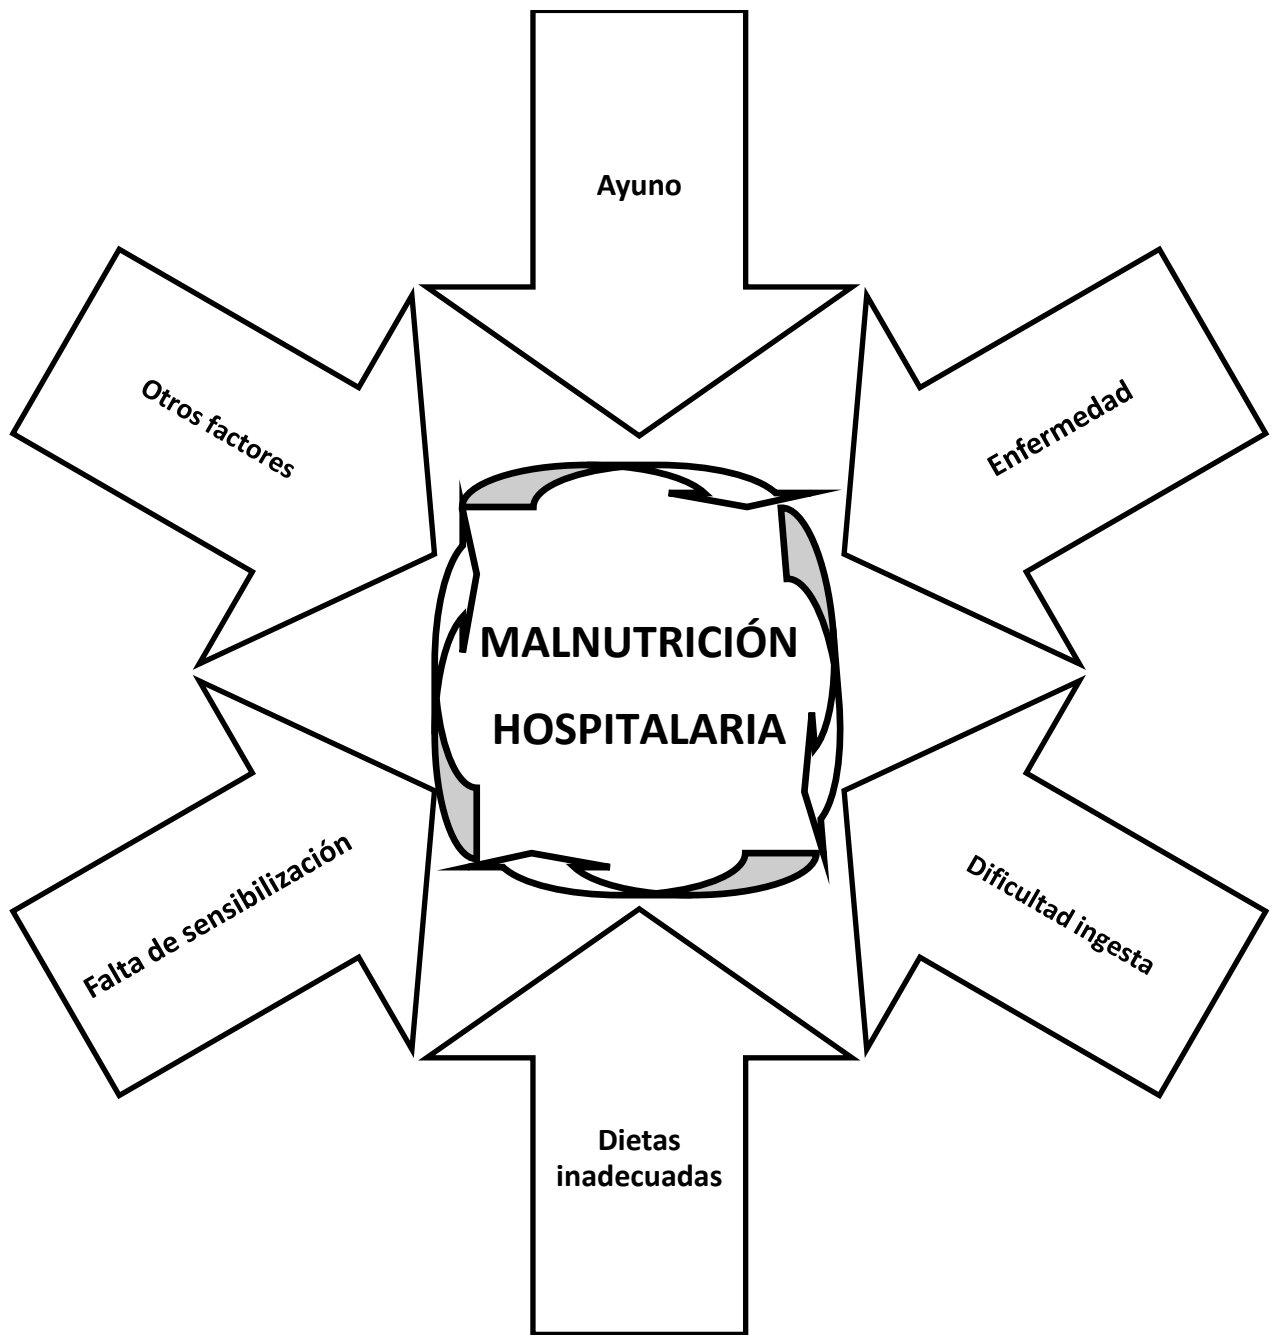 Ayuno
Otros factores
Enfermedad
MALNUTRICIÓN
HOSPITALARIA
Falta de sensibilización
Dificultad ingesta
Dietas
inadecuadas